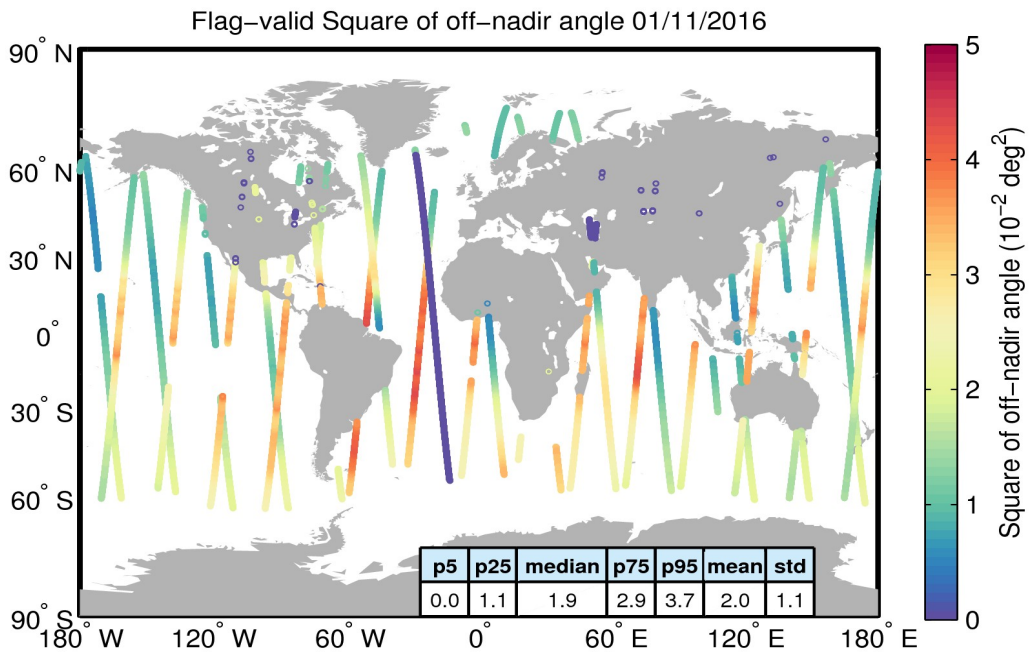 Flag−valid Square of off−nadir angle 01/11/2016
90° N
60° N
30° N
0°
30° S
60° S
90° S
180° W
120° W
60° W
0°
60° E
120° E
180° E
p5 p25 median p75 p95 mean std
0.0 1.1 1.9 2.9 3.7 2.0 1.1
5
4
3
2
1
0
Square of off−nadir angle (10⁻² deg²)